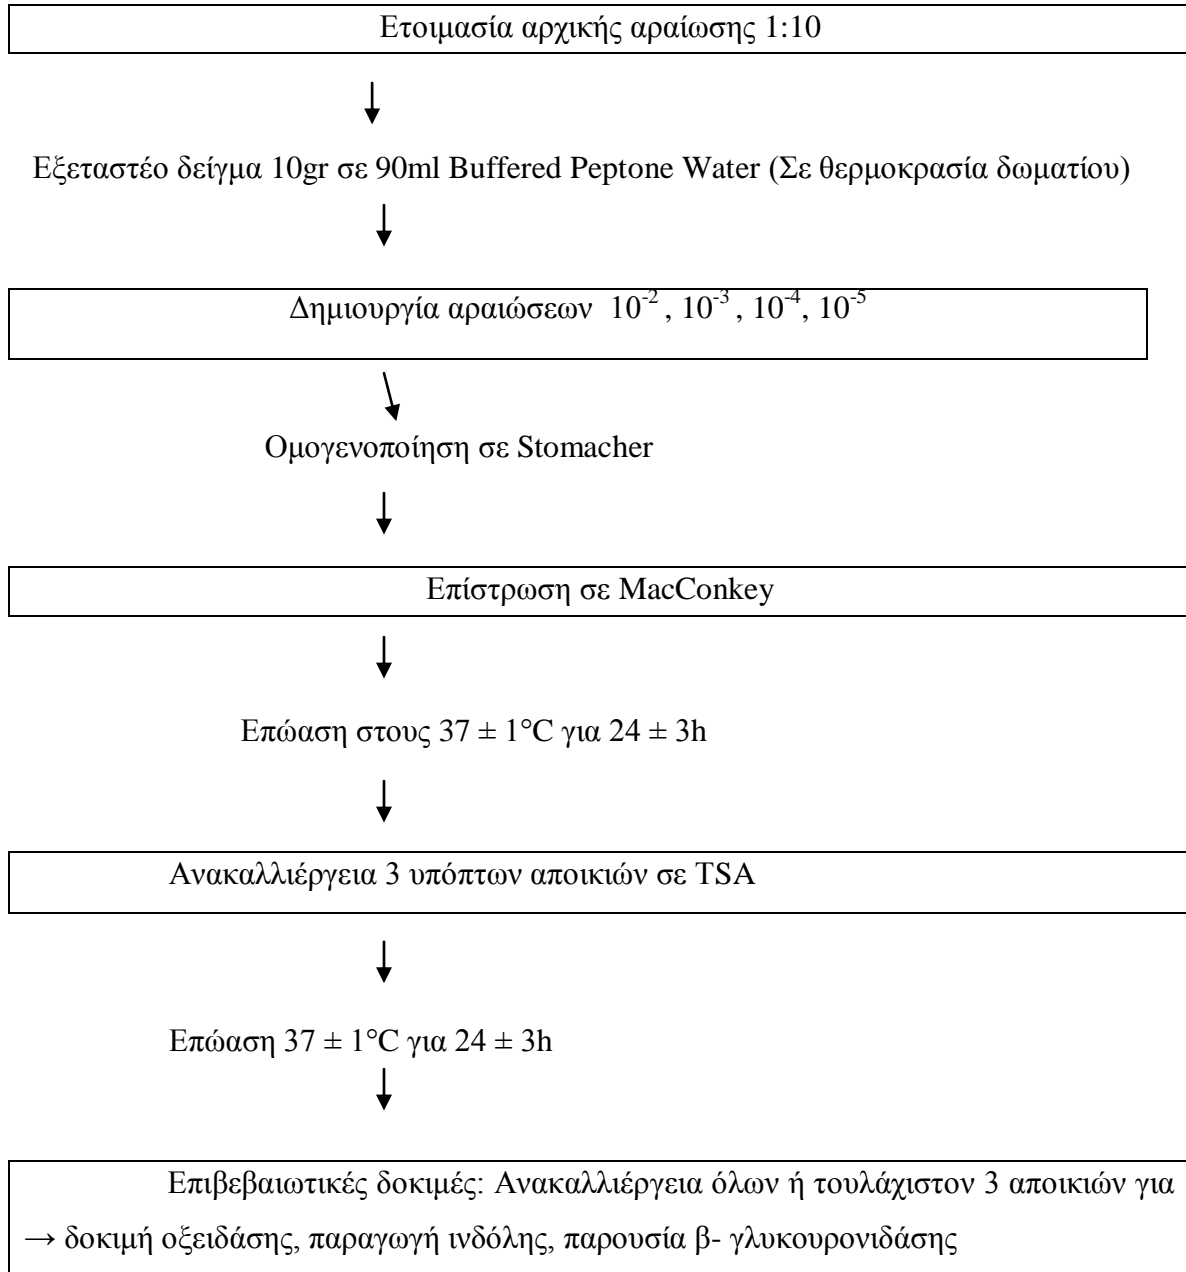 Ετοιμασία αρχικής αραίωσης 1:10
Εξεταστέο δείγμα 10gr σε 90ml Buffered Peptone Water (Σε θερμοκρασία δωματίου)
Δημιουργία αραιώσεων 10⁻² , 10⁻³ , 10⁻⁴, 10⁻⁵
Ομογενοποίηση σε Stomacher
Επίστρωση σε MacConkey
Επώαση στους 37 ± 1°C για 24 ± 3h
Ανακαλλιέργεια 3 υπόπτων αποικιών σε TSA
Επώαση 37 ± 1°C για 24 ± 3h
Επιβεβαιωτικές δοκιμές: Ανακαλλιέργεια όλων ή τουλάχιστον 3 αποικιών για
→ δοκιμή οξειδάσης, παραγωγή ινδόλης, παρουσία β- γλυκουρονιδάσης